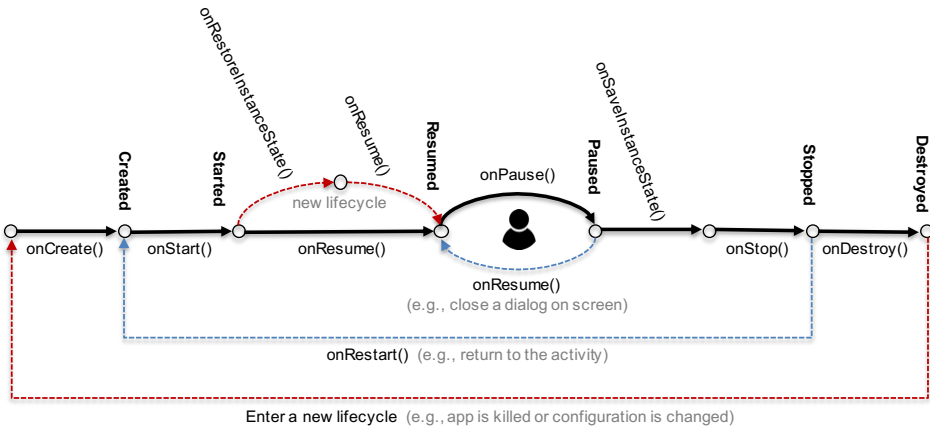 onRestoreInstanceState()
onResume()
Resumed
onPause()
Paused
onSaveInstanceState()
Created
Started
new lifecycle
Stopped
Destroyed
onCreate()
onStart()
onResume()
onStop()
onDestroy()
onResume()
(e.g., close a dialog on screen)
onRestart() (e.g., return to the activity)
Enter a new lifecycle (e.g., app is killed or configuration is changed)